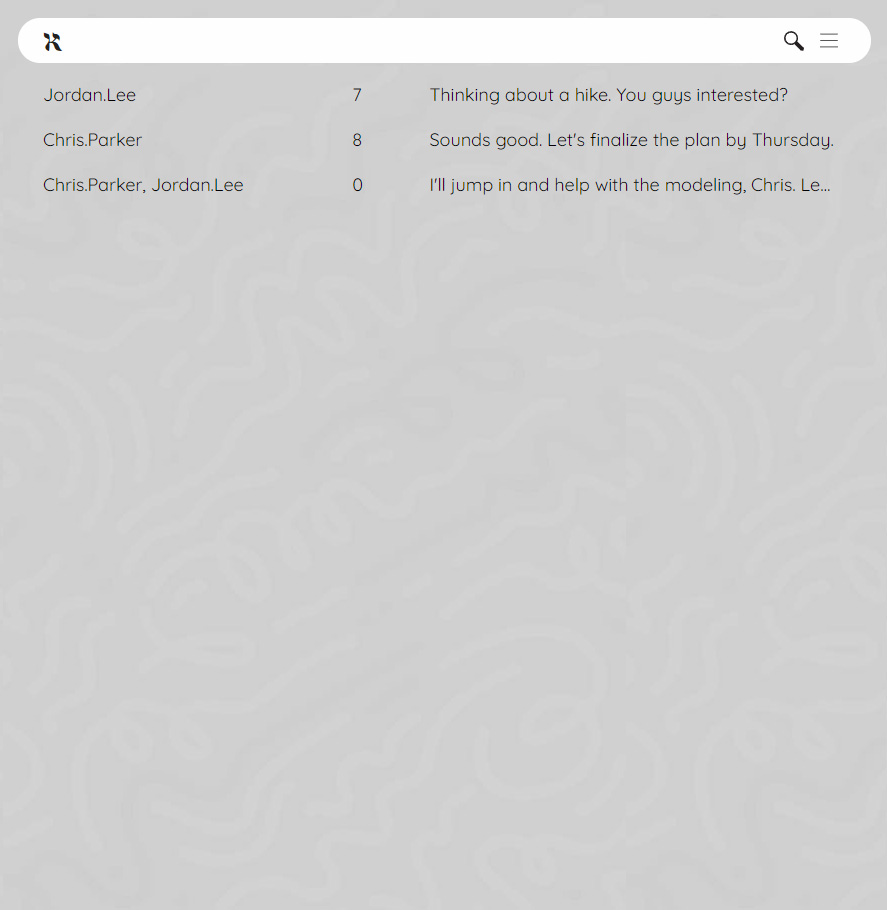 Jordan.Lee 7 Thinking about a hike. You guys interested?
Chris.Parker 8 Sounds good. Let's finalize the plan by Thursday.
Chris.Parker, Jordan.Lee 0 I'll jump in and help with the modeling, Chris. Le...